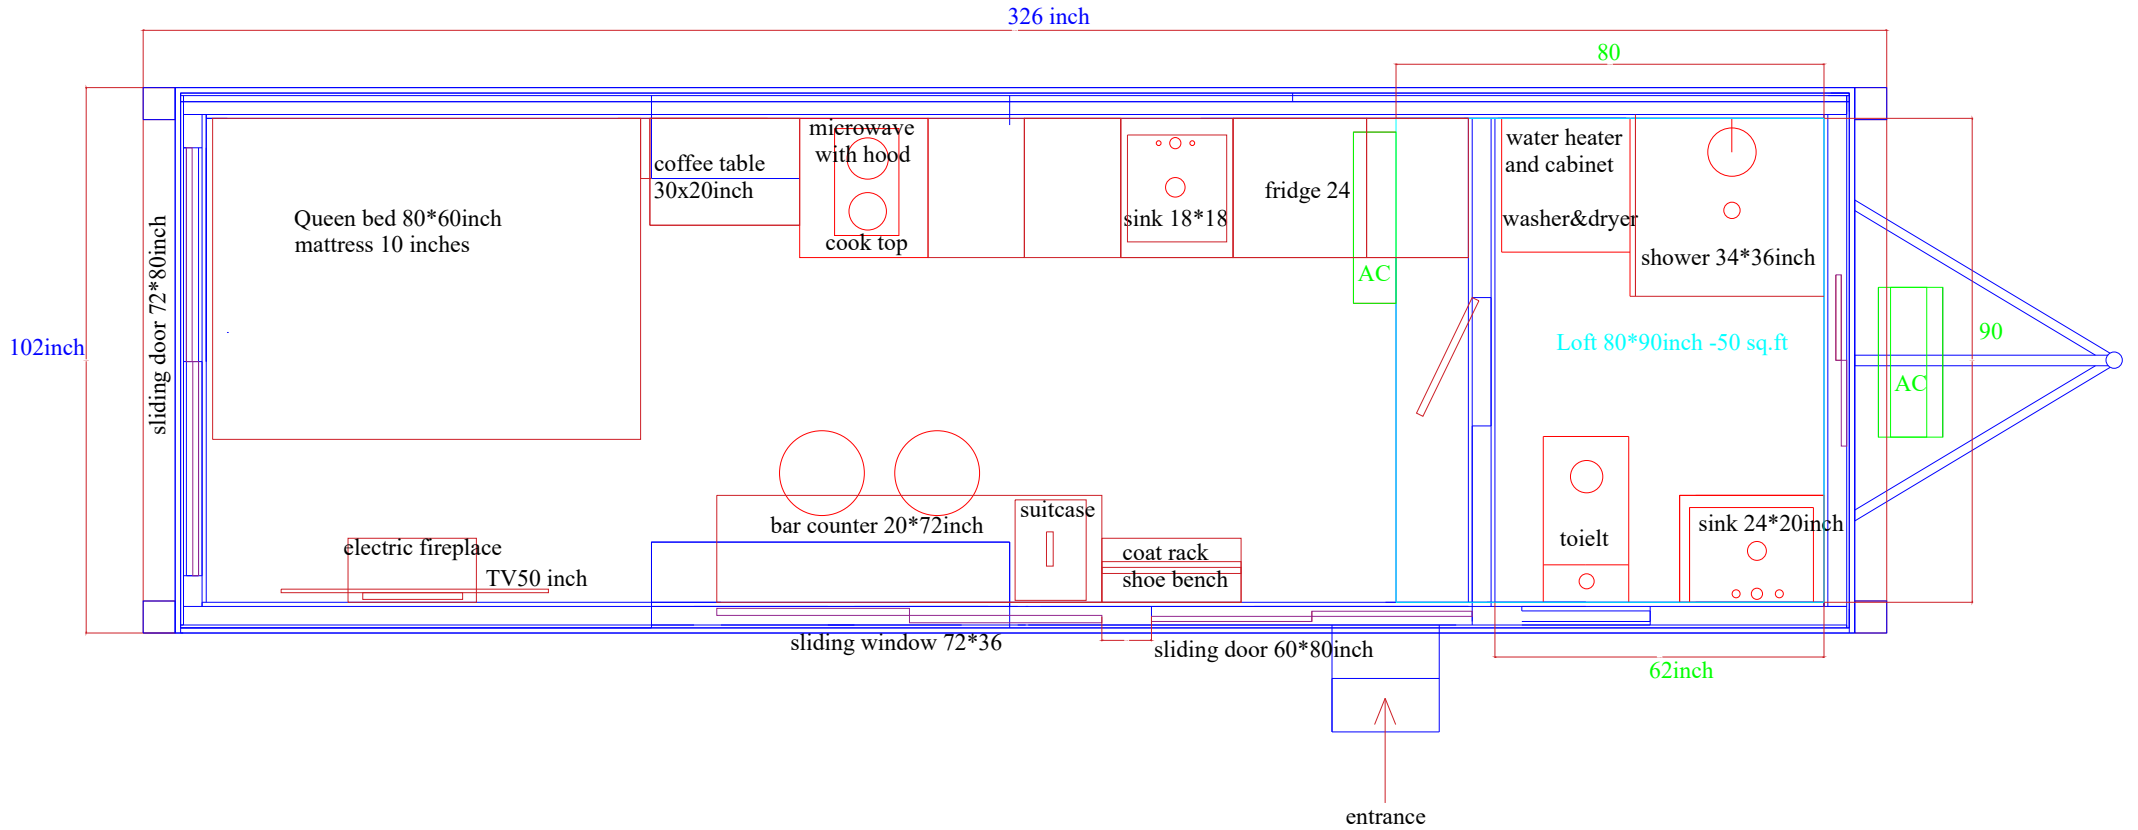 326 inch
80
microwave
with hood
coffee table
30x20inch
cook top
sink 18*18
fridge 24
AC
water heater
and cabinet
washer&dryer
shower 34*36inch
Queen bed 80*60inch
mattress 10 inches
sliding door 72*80inch
102inch
Loft 80*90inch -50 sq.ft
90
AC
suitcase
bar counter 20*72inch
electric fireplace
TV50 inch
coat rack
shoe bench
toielt
sink 24*20inch
sliding window 72*36
sliding door 60*80inch
62inch
entrance